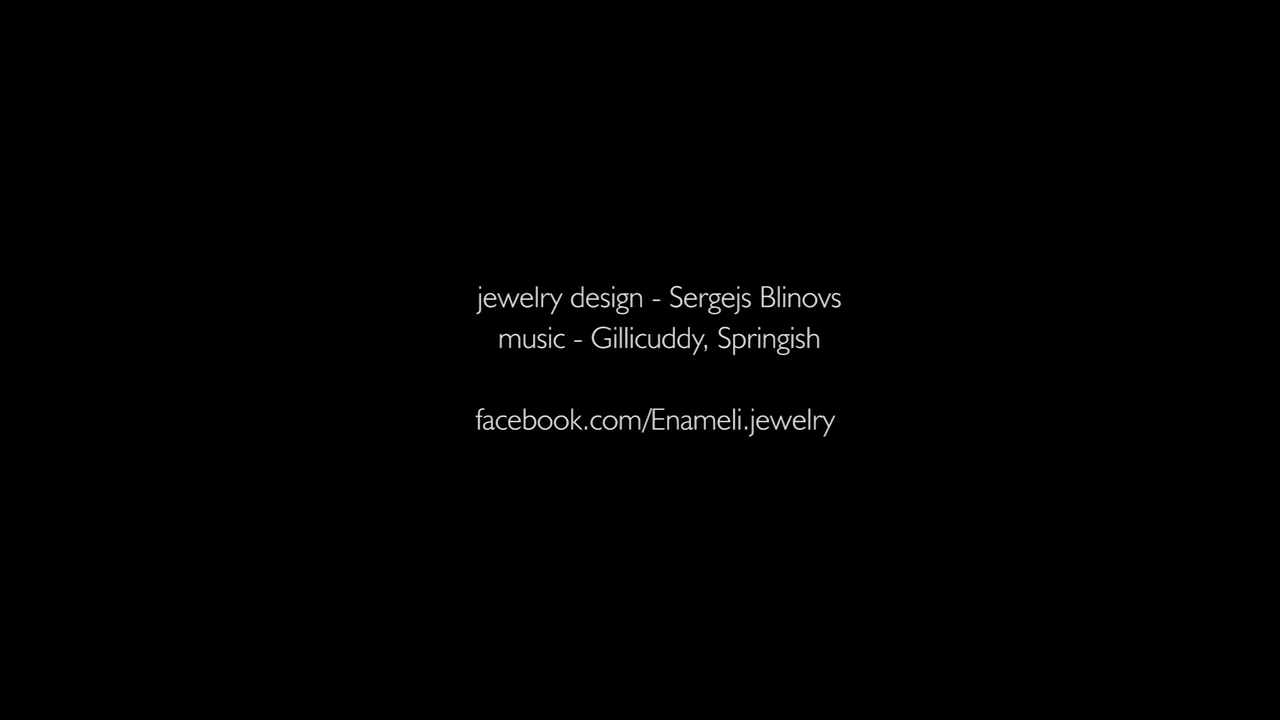 jewelry design - Sergejs Blinovs
music - Gillicuddy, Springish
facebook.com/Enameli.jewelry